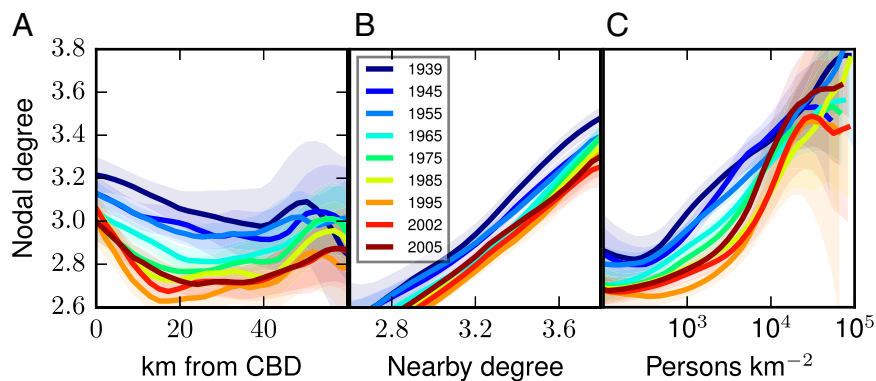 A
B
C
3.8
3.6
3.4
3.2
3.0
2.8
2.6
Nodal degree
1939
1945
1955
1965
1975
1985
1995
2002
2005
0 20 40
2.8 3.2 3.6
10³ 10⁴ 10⁵
km from CBD
Nearby degree
Persons km⁻²